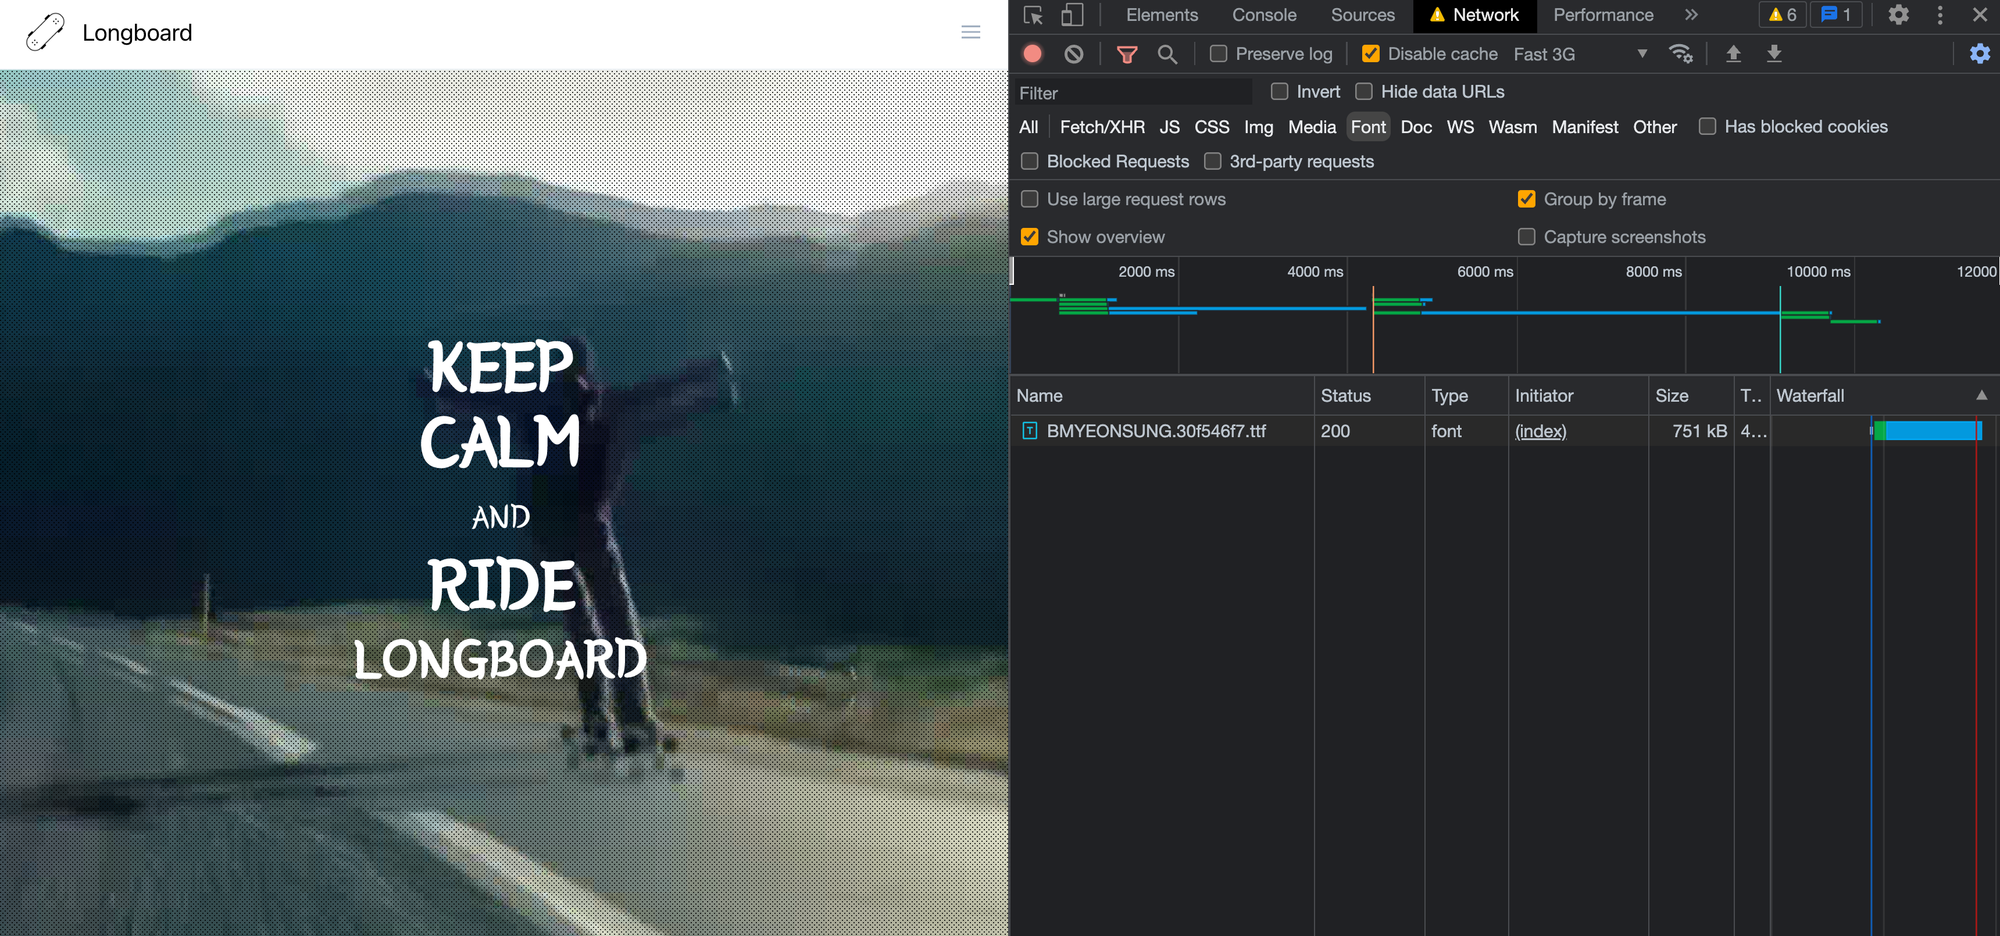 Longboard
KEEP
CALM
AND
RIDE
LONGBOARD
Elements Console Sources Network Performance 6 1
Preserve log Disable cache Fast 3G
Filter Invert Hide data URLs
All Fetch/XHR JS CSS Img Media Font Doc WS Wasm Manifest Other Has blocked cookies
Blocked Requests 3rd-party requests
Use large request rows Group by frame
Show overview Capture screenshots
2000 ms 4000 ms 6000 ms 8000 ms 10000 ms 12000
Name Status Type Initiator Size T.. Waterfall
BMYEONSUNG.30f546f7.ttf 200 font (index) 751 kB 4...